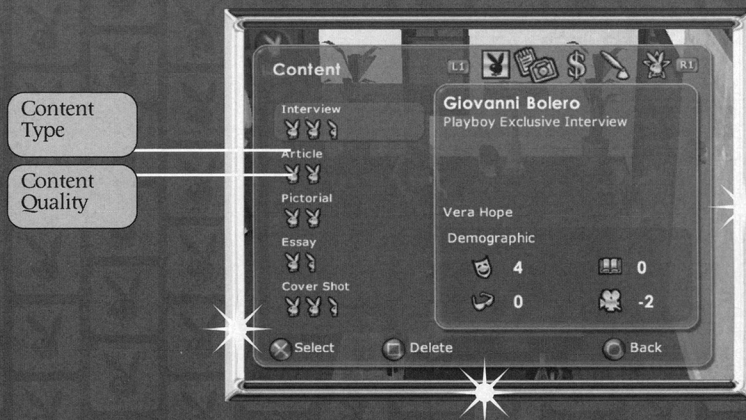 Content
Type
Content
Quality
Content
L1
R1
Interview
Article
Pictorial
Essay
Cover Shot
Giovanni Bolero
Playboy Exclusive Interview
Vera Hope
Demographic
4
0
0
-2
Select
Delete
Back